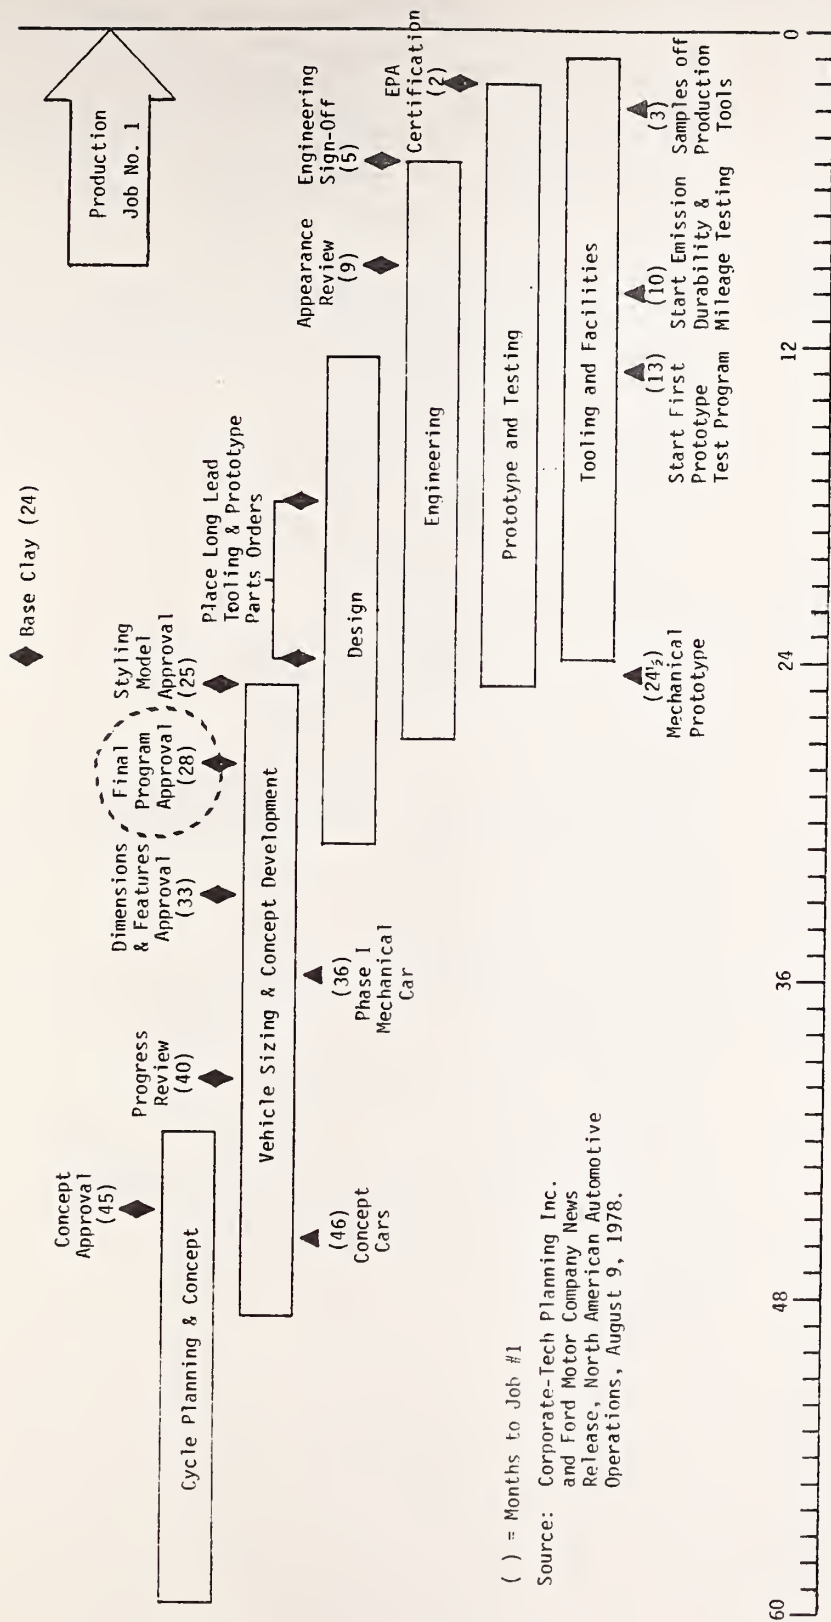 Base Clay (24)
Production
Job No. 1
Concept
Approval
(45)
Progress
Review
(40)
Dimensions
& Features
Approval
(33)
Final
Program
Approval
(28)
Styling
Model
Approval
(25)
Place Long Lead
Tooling & Prototype
Parts Orders
Appearance
Review
(9)
Engineering
Sign-Off
(5)
EPA
Certification
(2)
Cycle Planning & Concept
Vehicle Sizing & Concept Development
Design
Engineering
Prototype and Testing
Tooling and Facilities
(46)
Concept
Cars
(36)
Phase I
Mechanical
Car
(24½)
Mechanical
Prototype
(13)
Start First
Prototype
Test Program
(10)
Start Emission
Durability &
Mileage Testing
(3)
Samples off
Production
Tools
( ) = Months to Job #1
Source: Corporate-Tech Planning Inc.
and Ford Motor Company News
Release, North American Automotive
Operations, August 9, 1978.
60
48
36
24
12
0